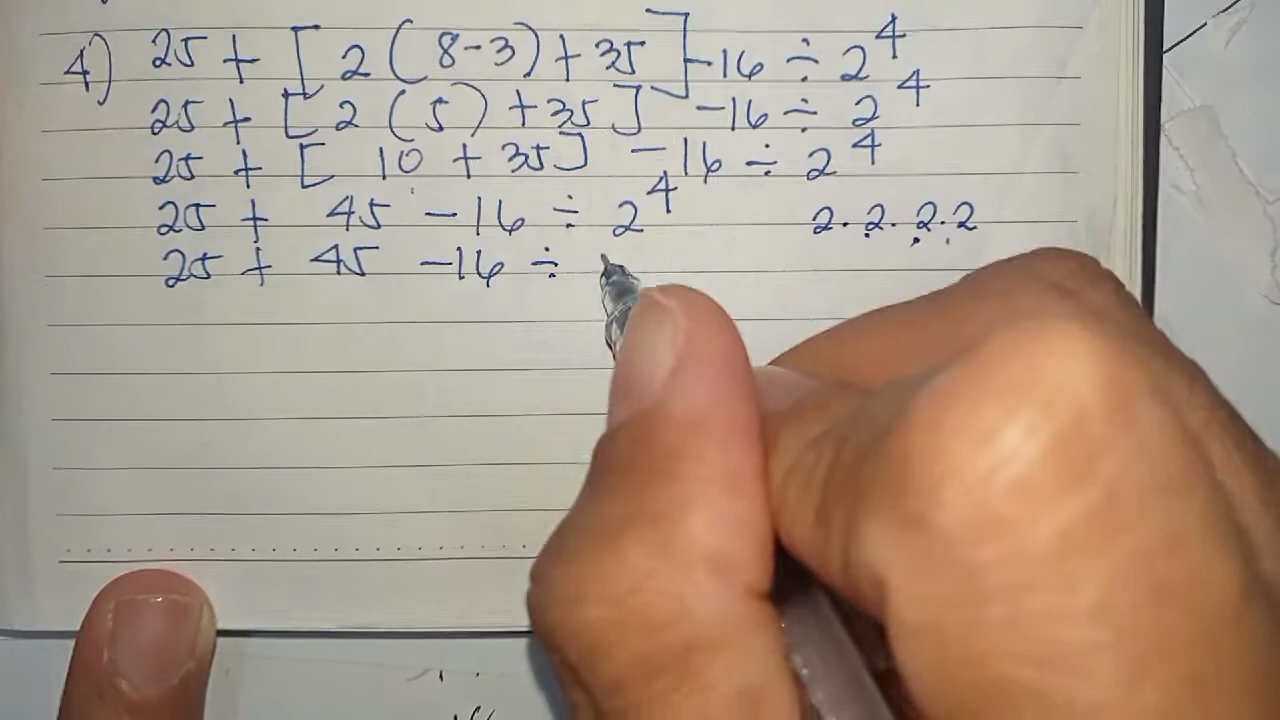 4) 25 + [ 2 ( 8-3 ) + 35 ] -16 ÷ 2⁴
25 + [ 2 ( 5 ) + 35 ] -16 ÷ 2⁴
25 + [ 10 + 35 ] -16 ÷ 2⁴
25 + 45 -16 ÷ 2⁴ 2.2.2.2
25 + 45 -16 ÷